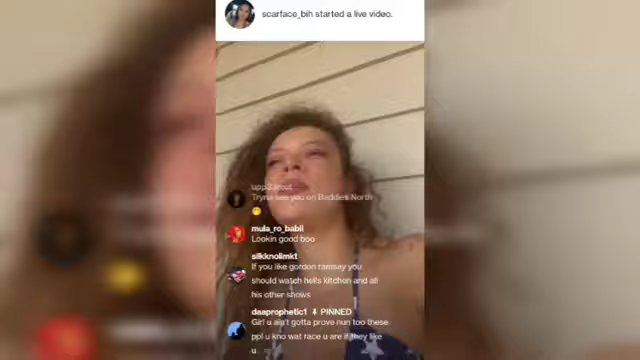 scarface_bih started a live video.
Tryna see you on Baddies North
mula_ro_babii
Lookin good boo
silkknolimkt
If you like gordon ramsay you
should watch hells kitchen and all
his other shows
daaprophetic1 PINNED
Girl u ain't gotta prove nun too these
ppl u kno wat race u are if they like
u